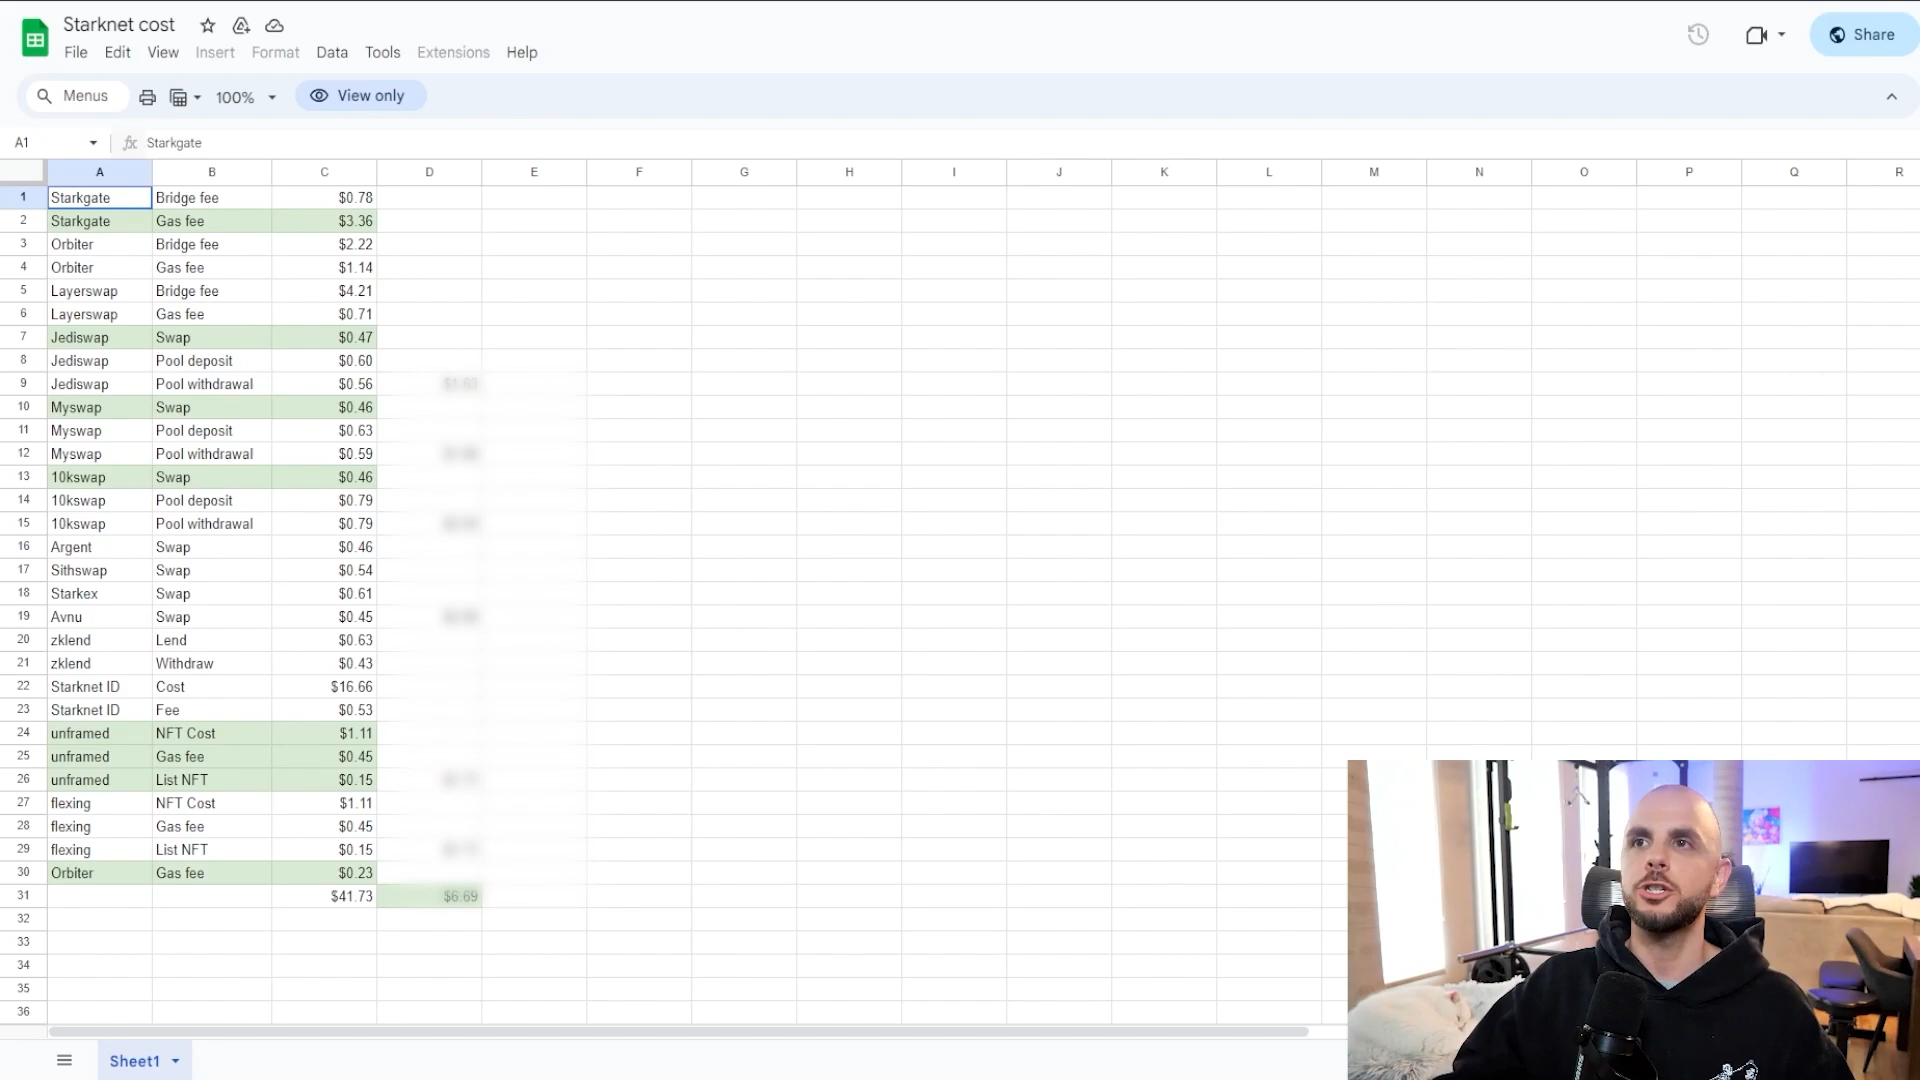 Starknet cost
File Edit View Insert Format Data Tools Extensions Help
Share
Menus 100% View only
A1 fx Starkgate
A B C D E F G H I J K L M N O P Q R
1 Starkgate Bridge fee $0.78
2 Starkgate Gas fee $3.36
3 Orbiter Bridge fee $2.22
4 Orbiter Gas fee $1.14
5 Layerswap Bridge fee $4.21
6 Layerswap Gas fee $0.71
7 Jediswap Swap $0.47
8 Jediswap Pool deposit $0.60
9 Jediswap Pool withdrawal $0.56
10 Myswap Swap $0.46
11 Myswap Pool deposit $0.63
12 Myswap Pool withdrawal $0.59
13 10kswap Swap $0.46
14 10kswap Pool deposit $0.79
15 10kswap Pool withdrawal $0.79
16 Argent Swap $0.46
17 Sithswap Swap $0.54
18 Starkex Swap $0.61
19 Avnu Swap $0.45
20 zklend Lend $0.63
21 zklend Withdraw $0.43
22 Starknet ID Cost $16.66
23 Starknet ID Fee $0.53
24 unframed NFT Cost $1.11
25 unframed Gas fee $0.45
26 unframed List NFT $0.15
27 flexing NFT Cost $1.11
28 flexing Gas fee $0.45
29 flexing List NFT $0.15
30 Orbiter Gas fee $0.23
31 $41.73 $6.69
32
33
34
35
36
Sheet1